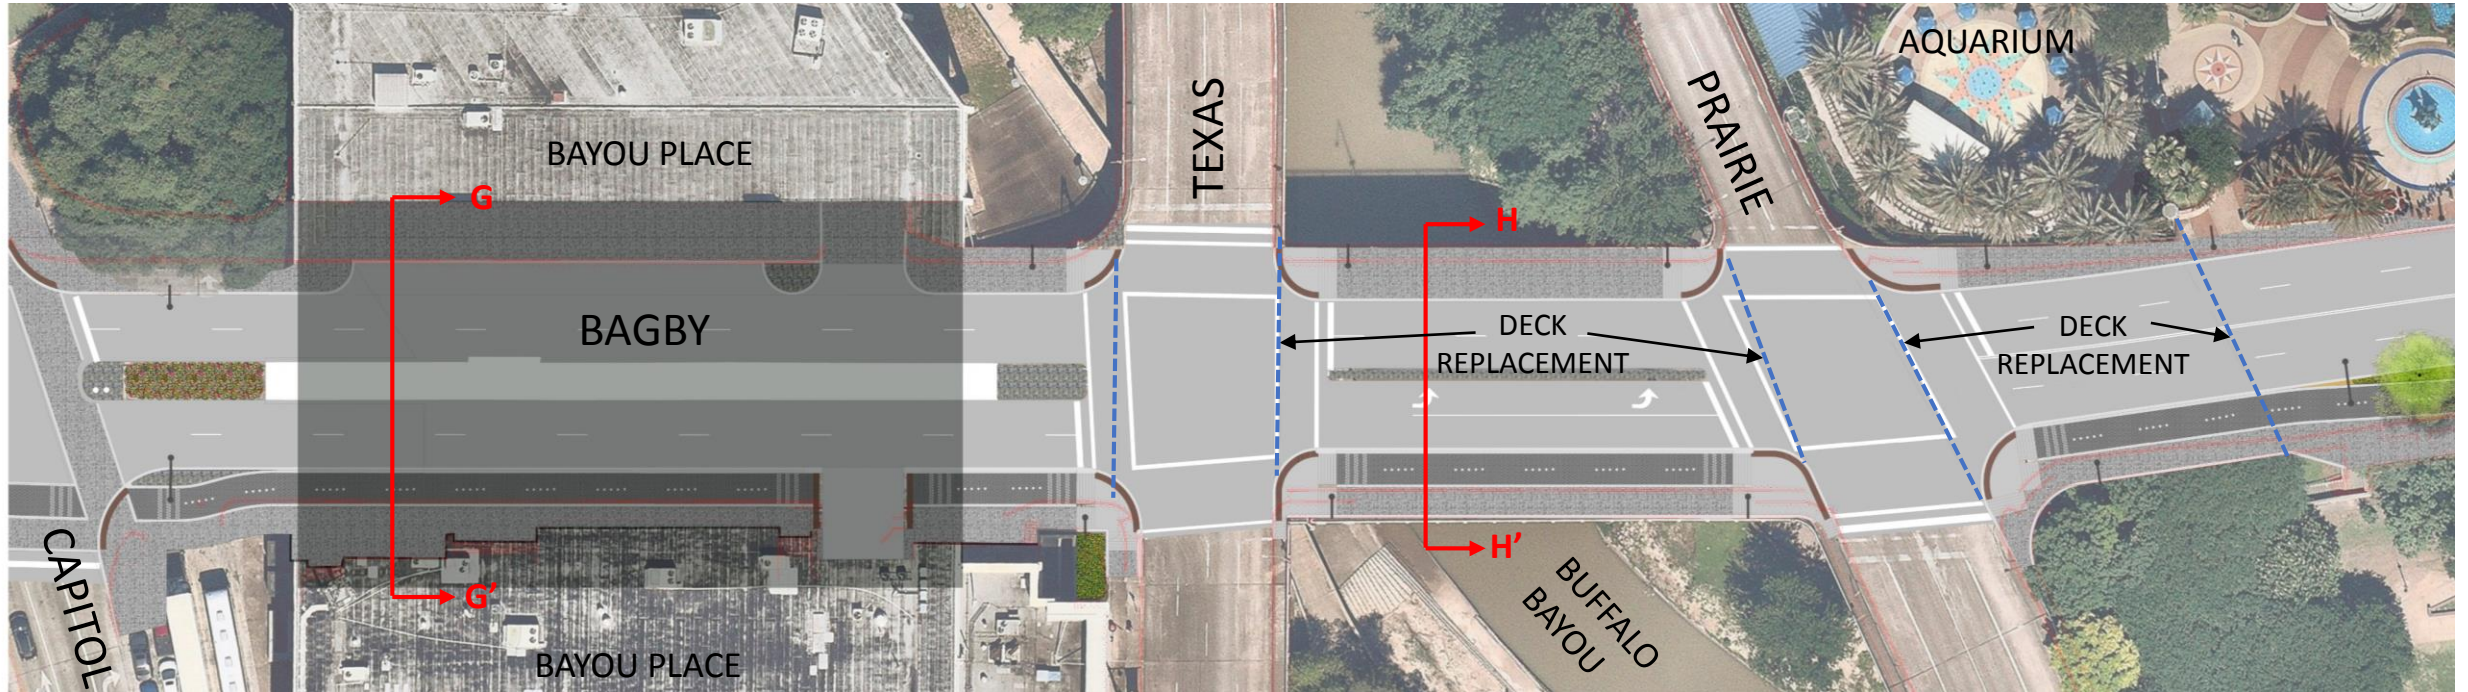 AQUARIUM
TEXAS
PRAIRIE
BAYOU PLACE
G
H
BAGBY
DECK
REPLACEMENT
DECK
REPLACEMENT
CAPITOL
G'
H'
BUFFALO
BAYOU
BAYOU PLACE